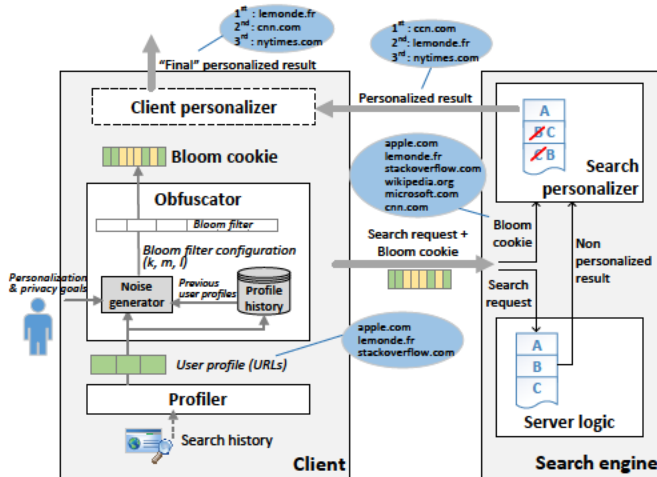 1st : lemonde.fr
2nd : cnn.com
3rd : nytimes.com
1st : ccn.com
2nd : lemonde.fr
3rd : nytimes.com
"Final" personalized result
Client personalizer
Personalized result
A
B C
C B
Search
personalizer
Bloom cookie
apple.com
lemonde.fr
stackoverflow.com
wikipedia.org
microsoft.com
cnn.com
Obfuscator
Bloom filter
Bloom filter configuration
(k, m, l)
Search request +
Bloom cookie
Bloom
cookie
Non
personalized
result
Personalization
& privacy goals
Noise
generator
Previous
user profiles
Profile
history
Search
request
apple.com
lemonde.fr
stackoverflow.com
User profile (URLs)
A
B
C
Profiler
Server logic
Search history
Client
Search engine